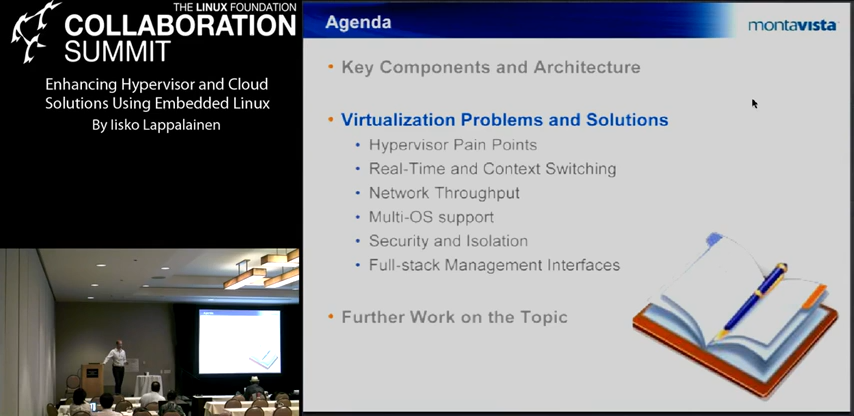 THE LINUX FOUNDATION
COLLABORATION
SUMMIT
Enhancing Hypervisor and Cloud
Solutions Using Embedded Linux
By Iisko Lappalainen
Agenda
montavista
Key Components and Architecture
Virtualization Problems and Solutions
Hypervisor Pain Points
Real-Time and Context Switching
Network Throughput
Multi-OS support
Security and Isolation
Full-stack Management Interfaces
Further Work on the Topic